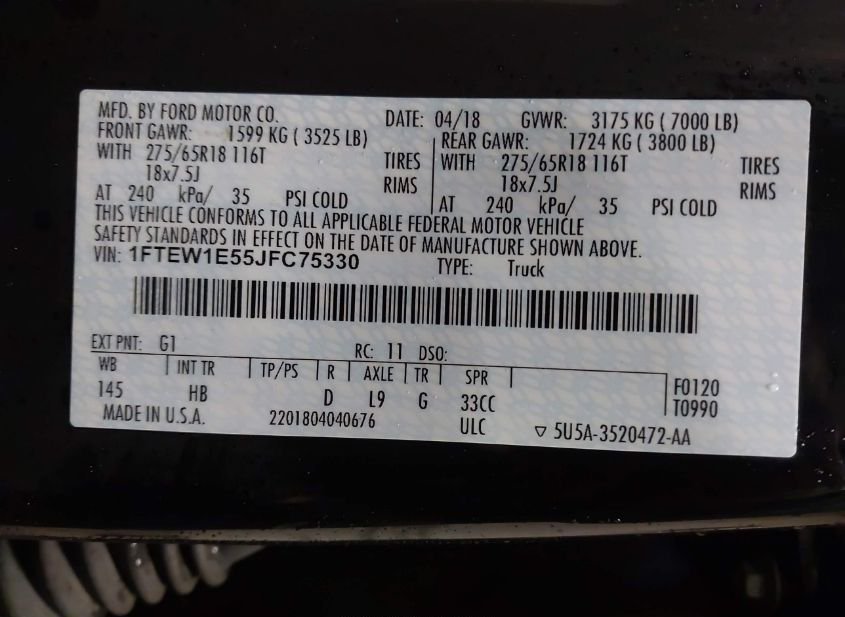 MFD. BY FORD MOTOR CO. DATE: 04/18 GVWR: 3175 KG ( 7000 LB)
FRONT GAWR: 1599 KG ( 3525 LB) REAR GAWR: 1724 KG ( 3800 LB)
WITH 275/65R18 116T TIRES WITH 275/65R18 116T TIRES
18x7.5J RIMS 18x7.5J RIMS
AT 240 kPa/ 35 PSI COLD AT 240 kPa/ 35 PSI COLD
THIS VEHICLE CONFORMS TO ALL APPLICABLE FEDERAL MOTOR VEHICLE
SAFETY STANDARDS IN EFFECT ON THE DATE OF MANUFACTURE SHOWN ABOVE.
VIN: 1FTEW1E55JFC75330 TYPE: Truck
EXT PNT: G1 RC: 11 DSO:
WB INT TR TP/PS R AXLE TR SPR F0120
145 HB D L9 G 33CC T0990
MADE IN U.S.A. 2201804040676 ULC ▽ 5U5A-3520472-AA